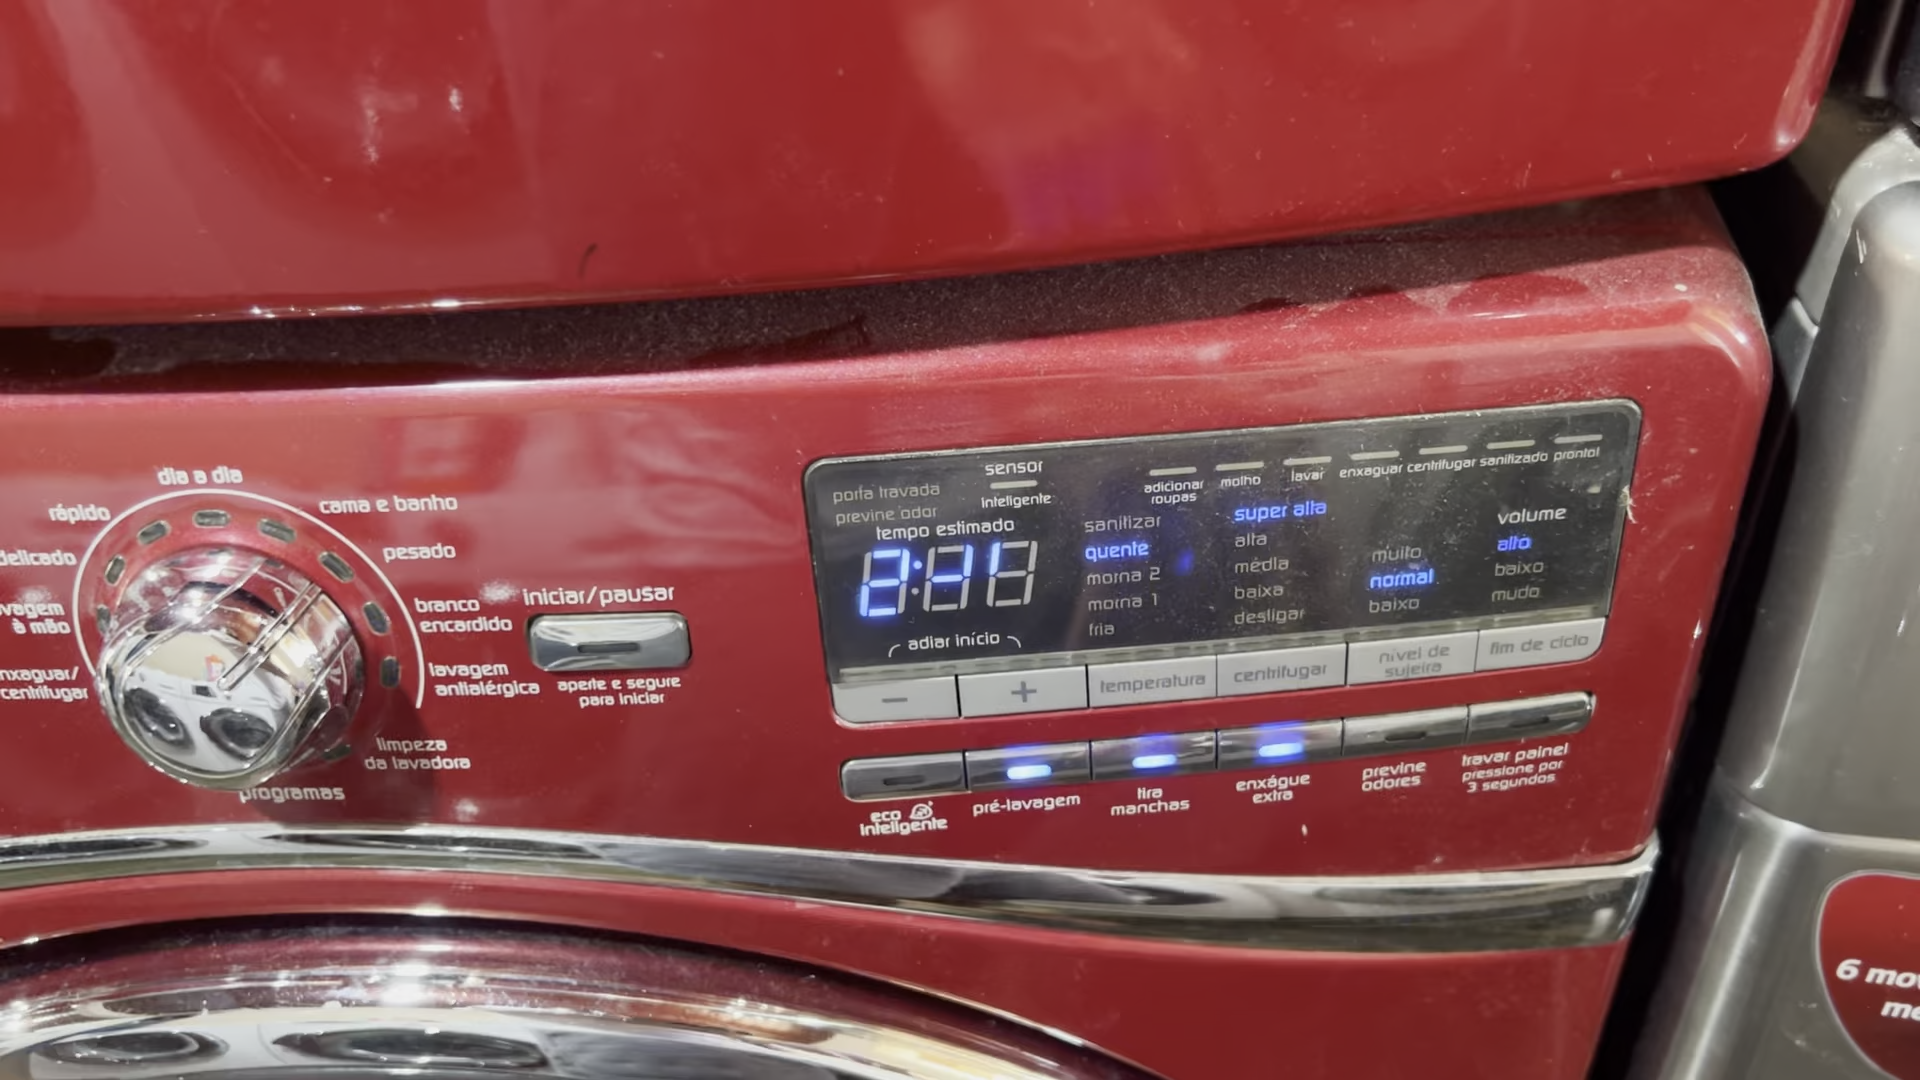 dia a dia
rápido
cama e banho
delicado
pesado
vagem
à mão
branco
encardido
nxaguar/
centrifugar
lavagem
antialérgica
limpeza
da lavadora
programas
iniciar/pausar
aperte e segure
para iniciar
porta travada
previne odor
sensor
inteligente
tempo estimado
adiar início
adicionar
roupas
molho
lavar
enxaguar
centrifugar
sanitizado
pronto!
sanitizar
quente
morna 2
morna 1
fria
super alta
alta
média
baixa
desligar
muito
normal
baixo
volume
alto
baixo
mudo
−
+
temperatura
centrifugar
nível de
sujeira
fim de ciclo
eco
inteligente
pré-lavagem
tira
manchas
enxágue
extra
previne
odores
travar painel
pressione por
3 segundos
6 mov
me